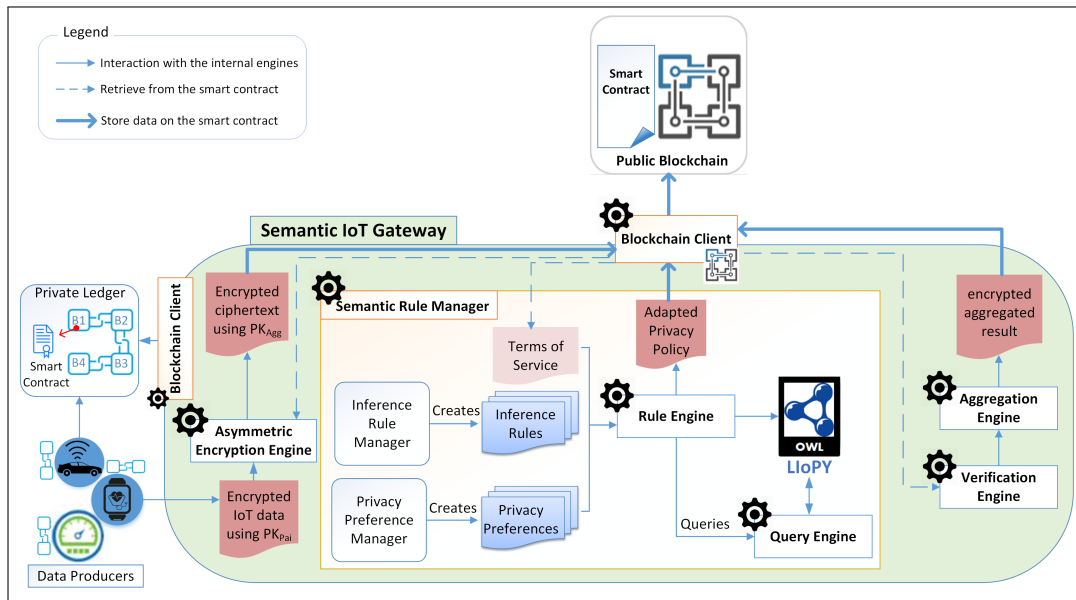 Legend
Interaction with the internal engines
Retrieve from the smart contract
Store data on the smart contract
Smart
Contract
Public Blockchain
Semantic IoT Gateway
Blockchain Client
Private Ledger
B1
B2
B4
B3
Smart
Contract
Blockchain Client
Encrypted
ciphertext
using PKAgg
Asymmetric
Encryption Engine
Encrypted
IoT data
using PKPai
Data Producers
Semantic Rule Manager
Terms of
Service
Adapted
Privacy
Policy
Inference
Rule
Manager
Creates
Inference
Rules
Rule Engine
OWL
LIoPY
Privacy
Preference
Manager
Creates
Privacy
Preferences
Queries
Query Engine
encrypted
aggregated
result
Aggregation
Engine
Verification
Engine